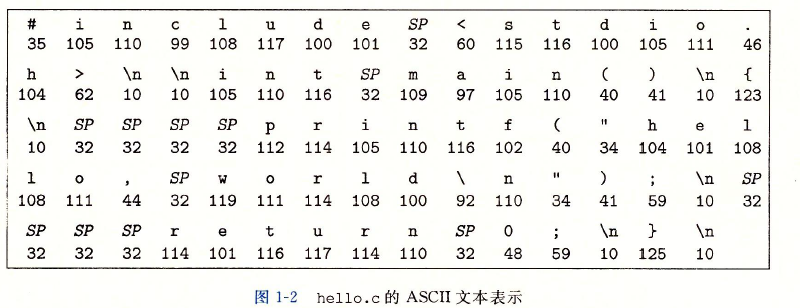 # i n c l u d e SP < s t d i o .
35 105 110 99 108 117 100 101 32 60 115 116 100 105 111 46
h > \n \n i n t SP m a i n ( ) \n {
104 62 10 10 105 110 116 32 109 97 105 110 40 41 10 123
\n SP SP SP SP p r i n t f ( " h e l
10 32 32 32 32 112 114 105 110 116 102 40 34 104 101 108
l o , SP w o r l d \ n " ) ; \n SP
108 111 44 32 119 111 114 108 100 92 110 34 41 59 10 32
SP SP SP r e t u r n SP 0 ; \n } \n
32 32 32 114 101 116 117 114 110 32 48 59 10 125 10
图 1-2 hello.c 的 ASCII 文本表示